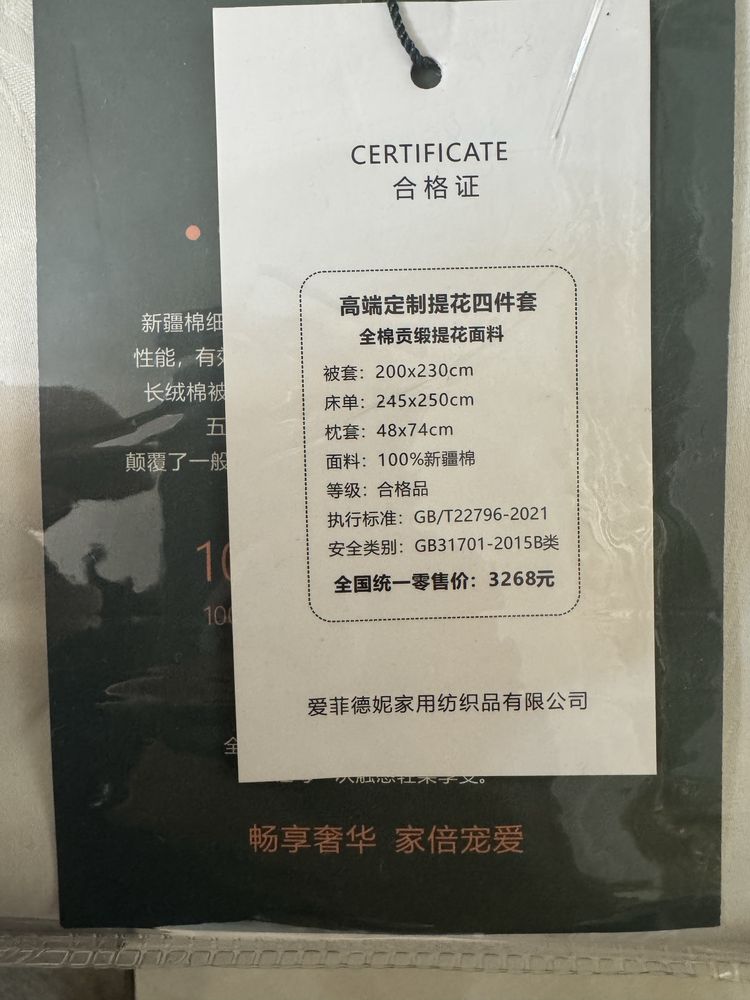 CERTIFICATE
合格证
高端定制提花四件套
全棉贡缎提花面料
被套：200x230cm
床单：245x250cm
枕套：48x74cm
面料：100%新疆棉
等级：合格品
执行标准：GB/T22796-2021
安全类别：GB31701-2015B类
全国统一零售价：3268元
爱菲德妮家用纺织品有限公司
新疆棉细
性能，有效
长绒棉被
五
颠覆了一般
10
100
全
畅享奢华 家倍宠爱